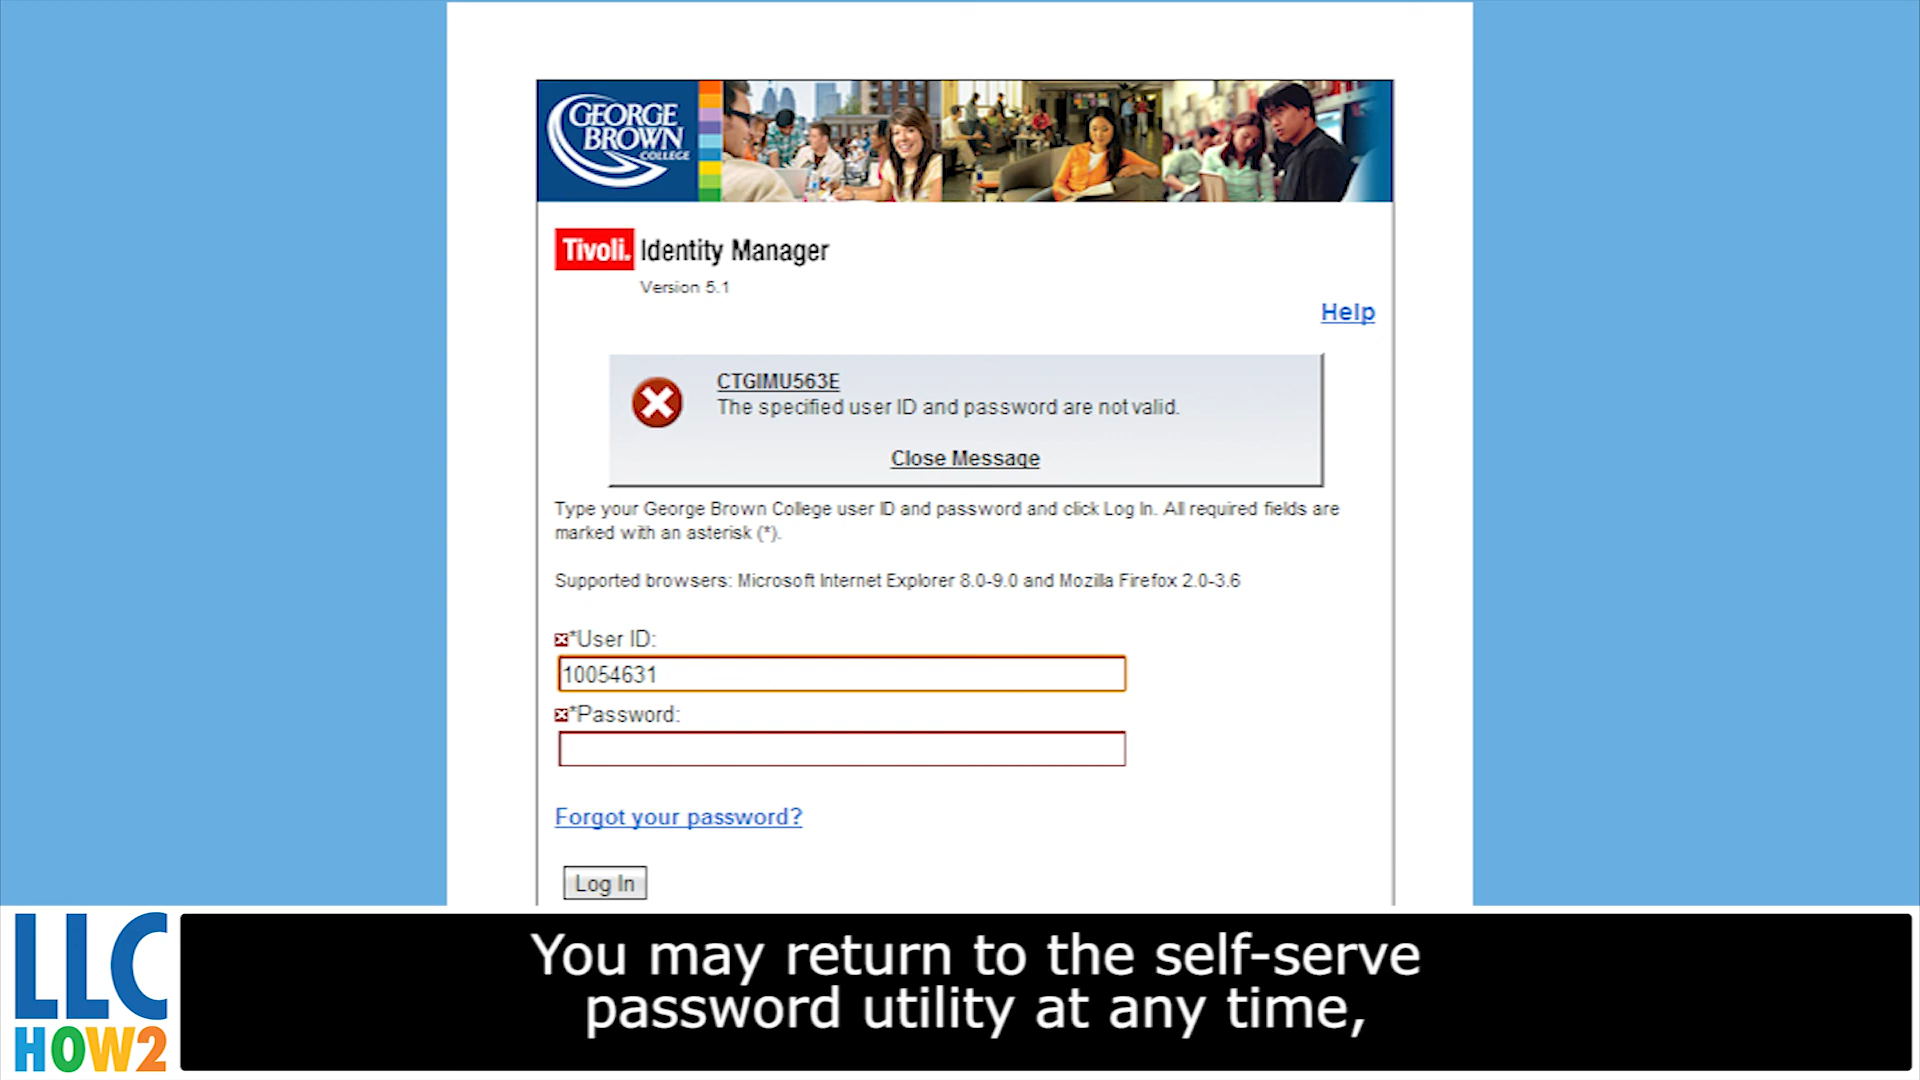 GEORGE
BROWN
COLLEGE
Tivoli. Identity Manager
Version 5.1
Help
CTGIMU563E
The specified user ID and password are not valid.
Close Message
Type your George Brown College user ID and password and click Log In. All required fields are
marked with an asterisk (*).
Supported browsers: Microsoft Internet Explorer 8.0-9.0 and Mozilla Firefox 2.0-3.6
*User ID:
10054631
*Password:
Forgot your password?
Log In
LLC
HOW2
You may return to the self-serve
password utility at any time,